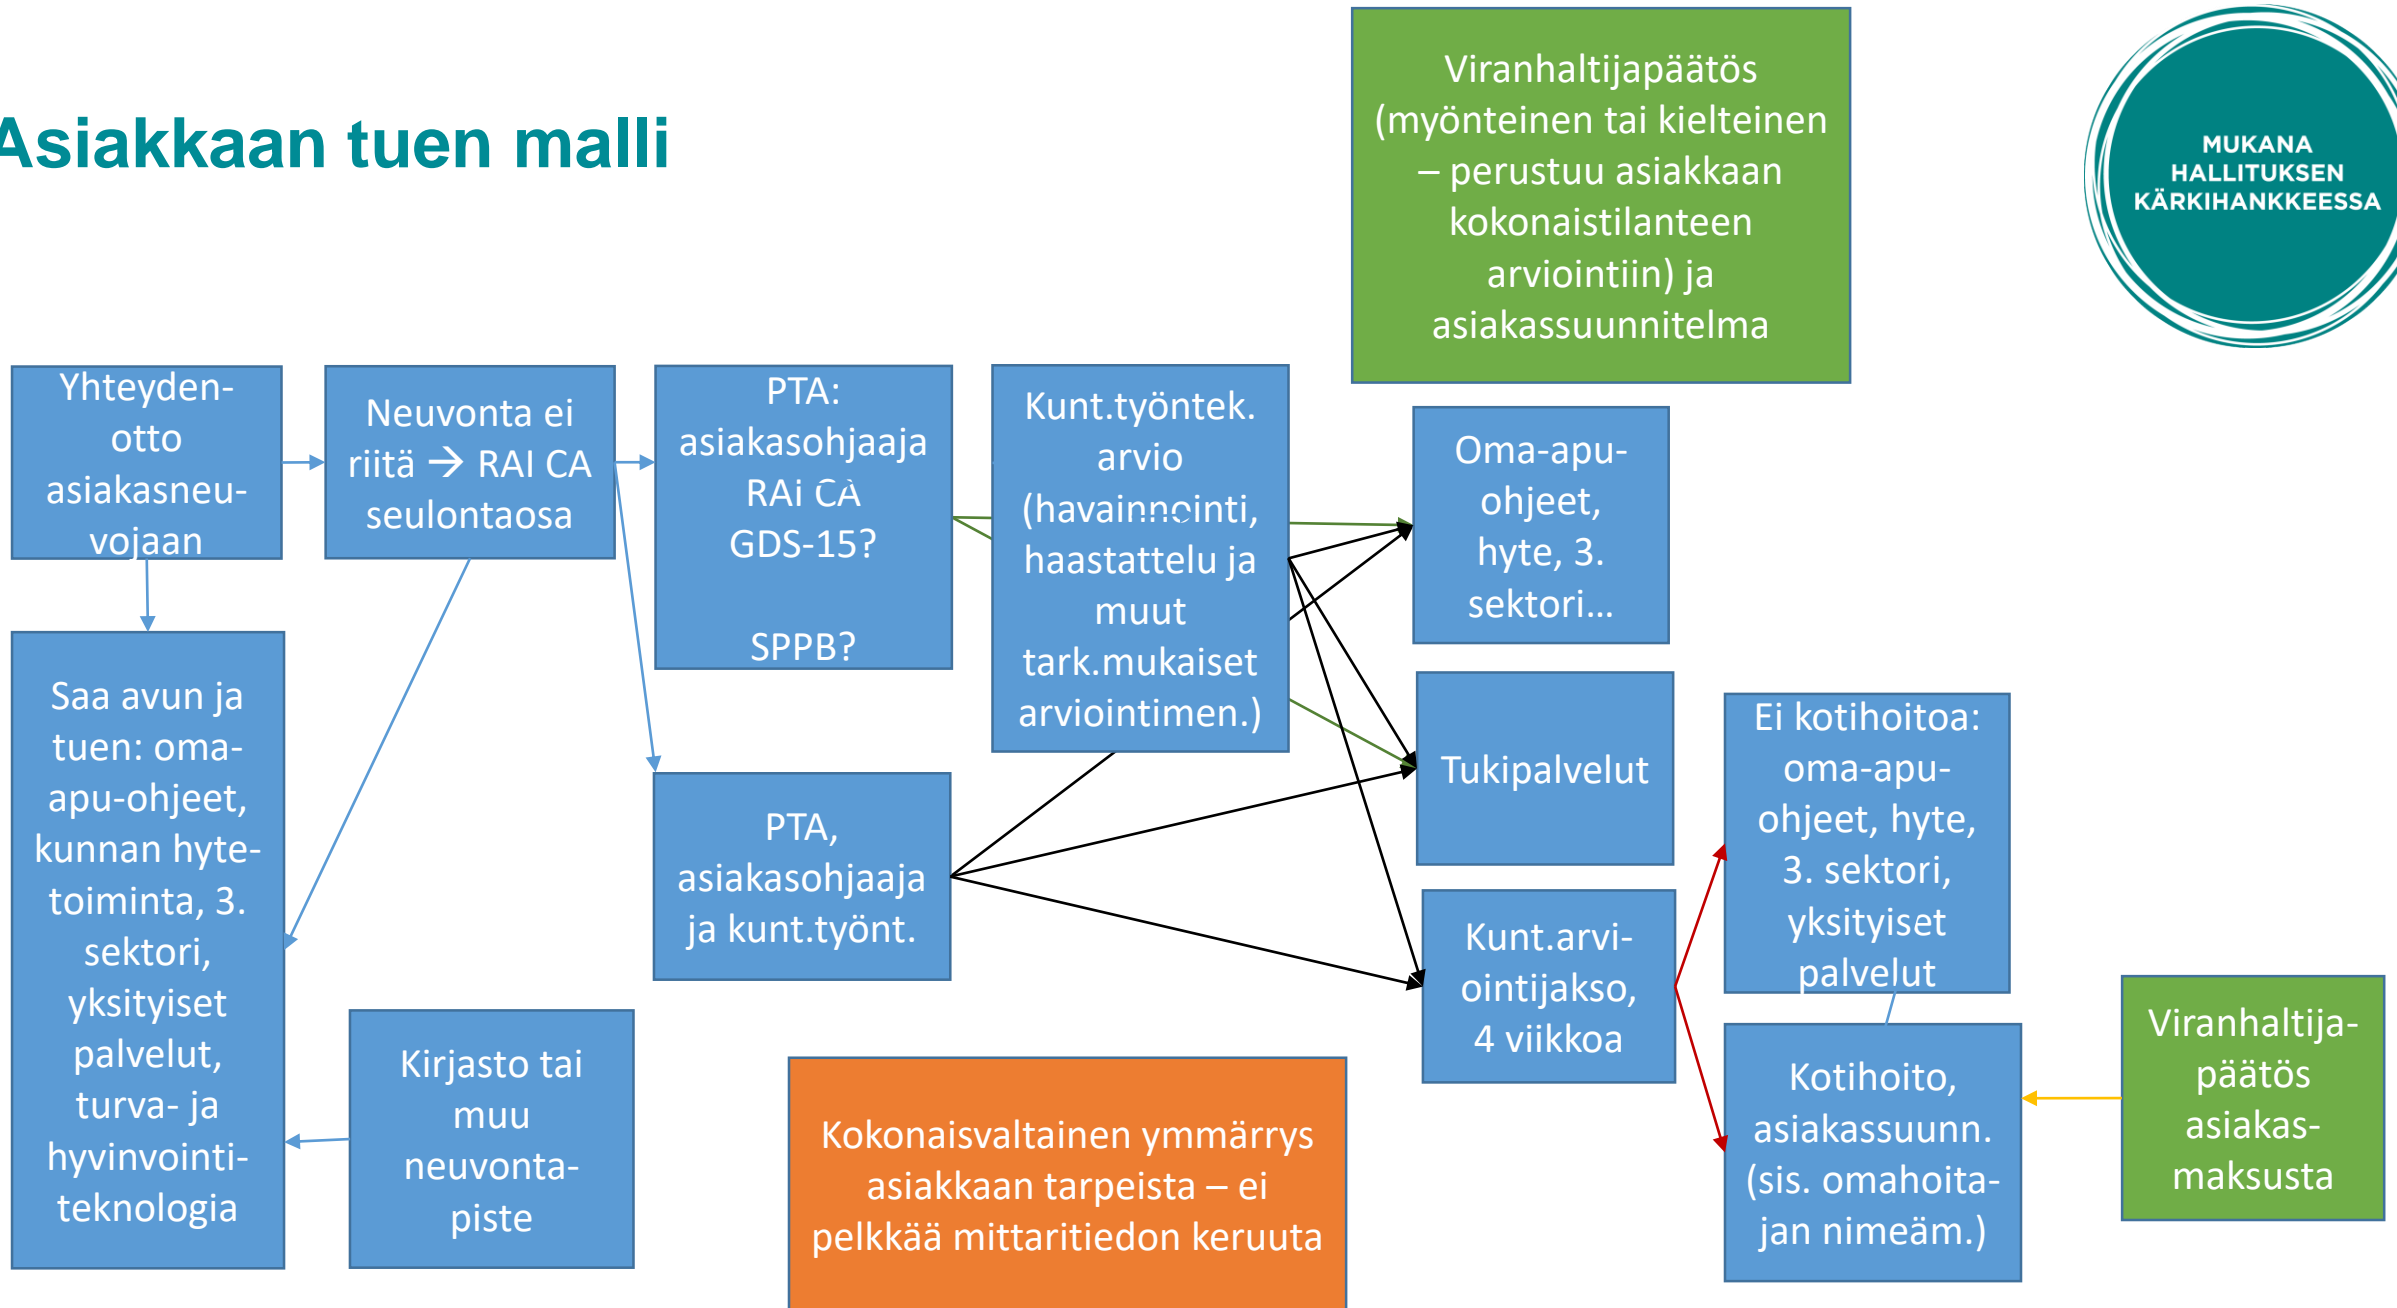 Asiakkaan tuen malli
Viranhaltijapäätös
(myönteinen tai kielteinen
– perustuu asiakkaan
kokonaistilanteen
arviointiin) ja
asiakassuunnitelma
MUKANA
HALLITUKSEN
KÄRKIHANKKEESSA
Yhteyden-
otto
asiakasneu-
vojaan
Neuvonta ei
riitä → RAI CA
seulontaosa
PTA:
asiakasohjaaja
RAi CA
GDS-15?
SPPB?
Kunt.työntek.
arvio
(havainnointi,
haastattelu ja
muut
tark.mukaiset
arviointimen.)
Oma-apu-
ohjeet,
hyte, 3.
sektori...
Saa avun ja
tuen: oma-
apu-ohjeet,
kunnan hyte-
toiminta, 3.
sektori,
yksityiset
palvelut,
turva- ja
hyvinvointi-
teknologia
Kirjasto tai
muu
neuvonta-
piste
PTA,
asiakasohjaaja
ja kunt.työnt.
Tukipalvelut
Kunt.arvi-
ointijakso,
4 viikkoa
Ei kotihoitoa:
oma-apu-
ohjeet, hyte,
3. sektori,
yksityiset
palvelut
Kotihoito,
asiakassuunn.
(sis. omahoita-
jan nimeäm.)
Viranhaltija-
päätös
asiakas-
maksusta
Kokonaisvaltainen ymmärrys
asiakkaan tarpeista – ei
pelkkää mittaritiedon keruuta